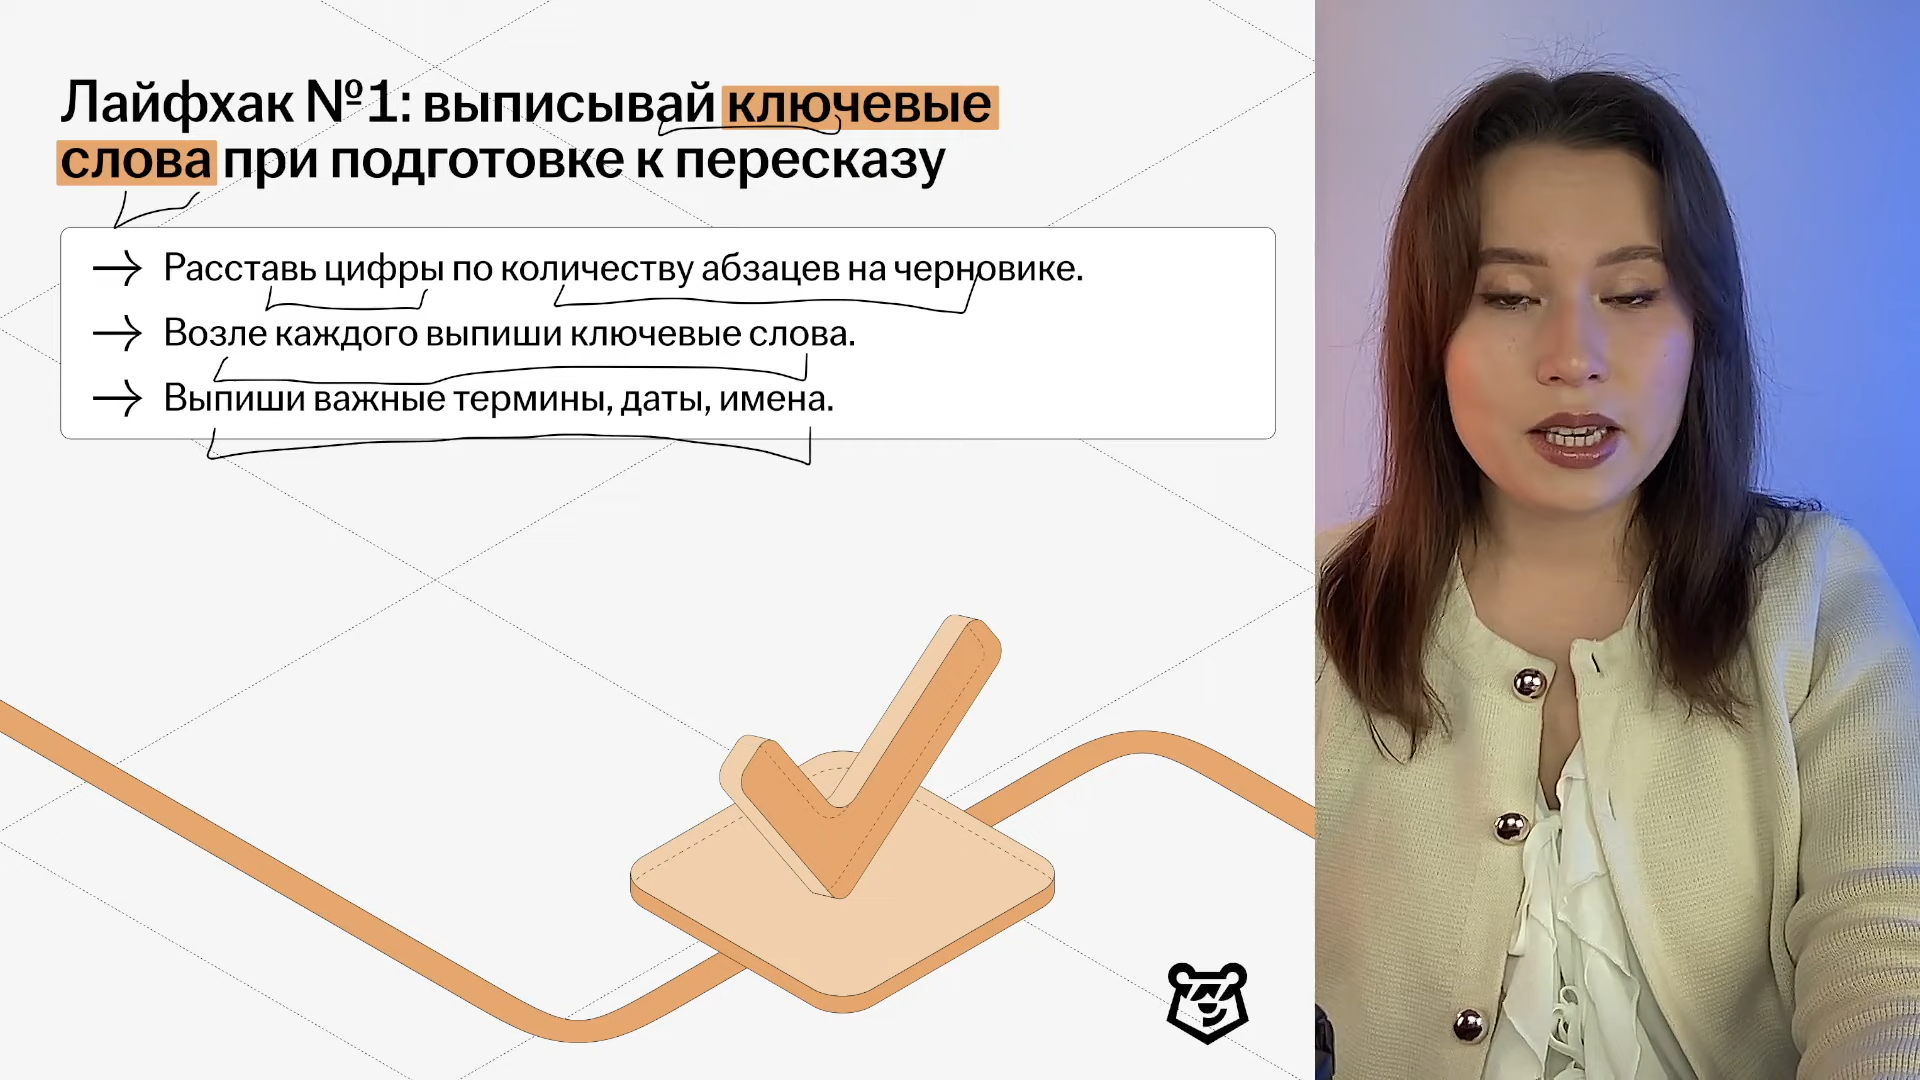 Лайфхак №1: выписывай ключевые
слова при подготовке к пересказу
→ Расставь цифры по количеству абзацев на черновике.
→ Возле каждого выпиши ключевые слова.
→ Выпиши важные термины, даты, имена.